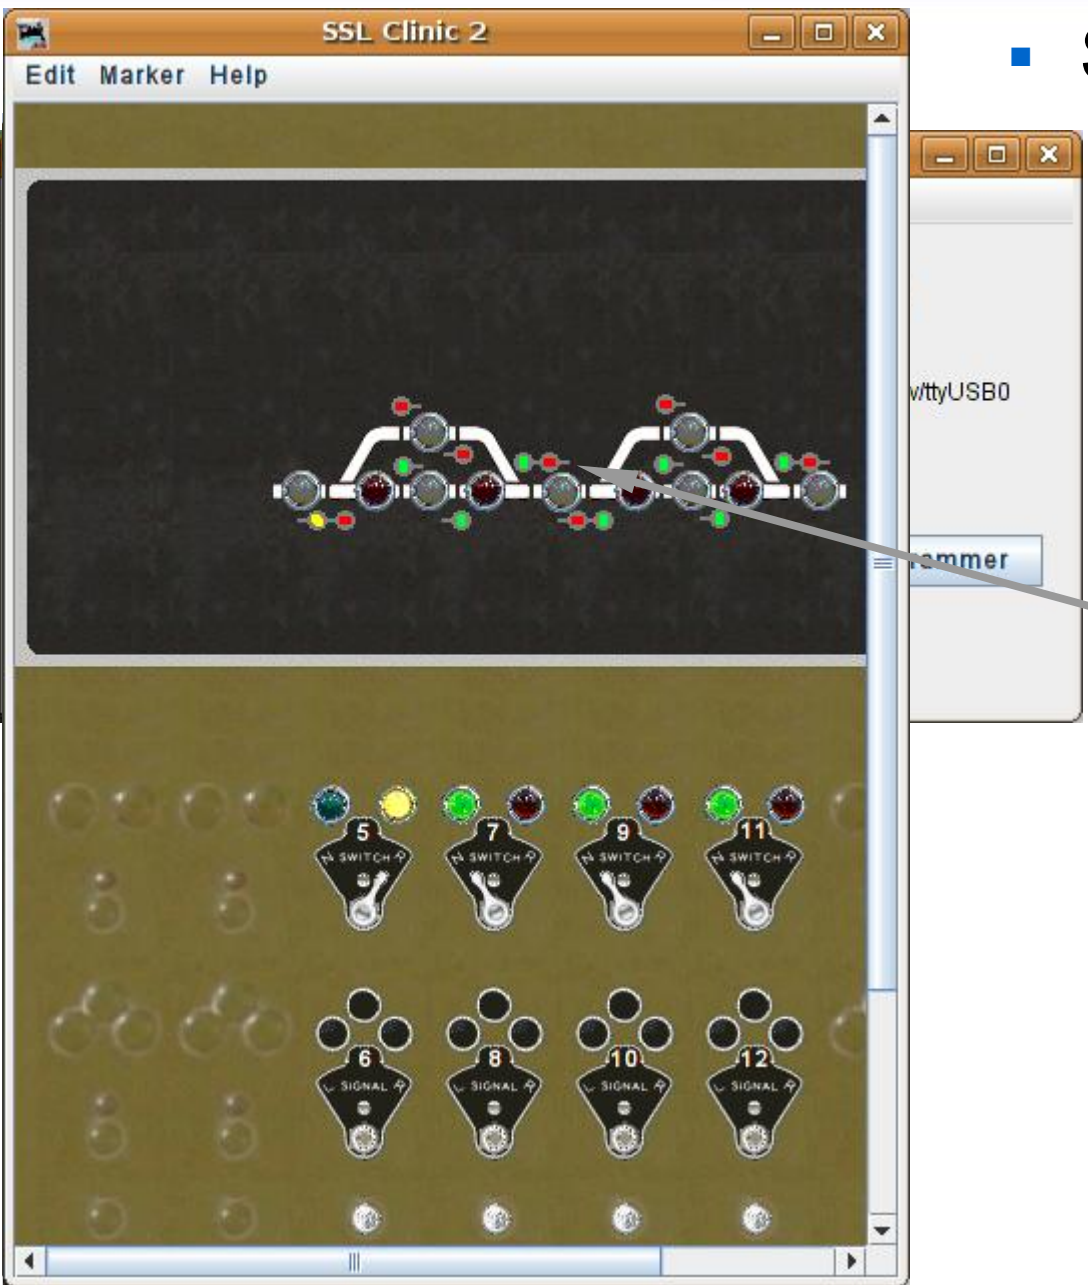 SSL Clinic 2
Edit Marker Help
v/ttyUSB0
rammer
5 7 9 11
N SWITCH R N SWITCH R N SWITCH R N SWITCH R
6 8 10 12
L SIGNAL R L SIGNAL R L SIGNAL R L SIGNAL R